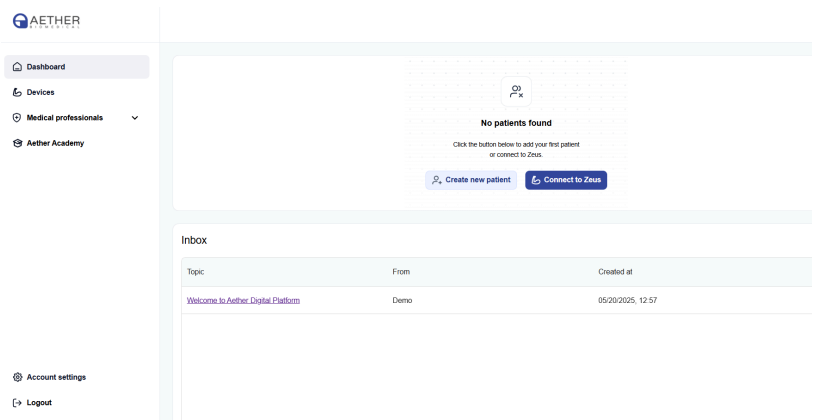 AETHER
BIOMEDICAL
Dashboard
Devices
Medical professionals
Aether Academy
Account settings
Logout
No patients found
Click the button below to add your first patient
or connect to Zeus.
Create new patient
Connect to Zeus
Inbox
Topic From Created at
Welcome to Aether Digital Platform Demo 05/20/2025, 12:57